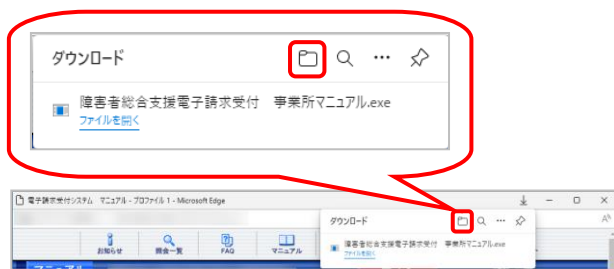 ダウンロード
障害者総合支援電子請求受付　事業所マニュアル.exe
ファイルを開く
電子請求受付システム マニュアル - プロファイル 1 - Microsoft Edge
ダウンロード
障害者総合支援電子請求受付　事業所マニュアル.exe
ファイルを開く
お知らせ
照会一覧
FAQ
マニュアル
マニュアル